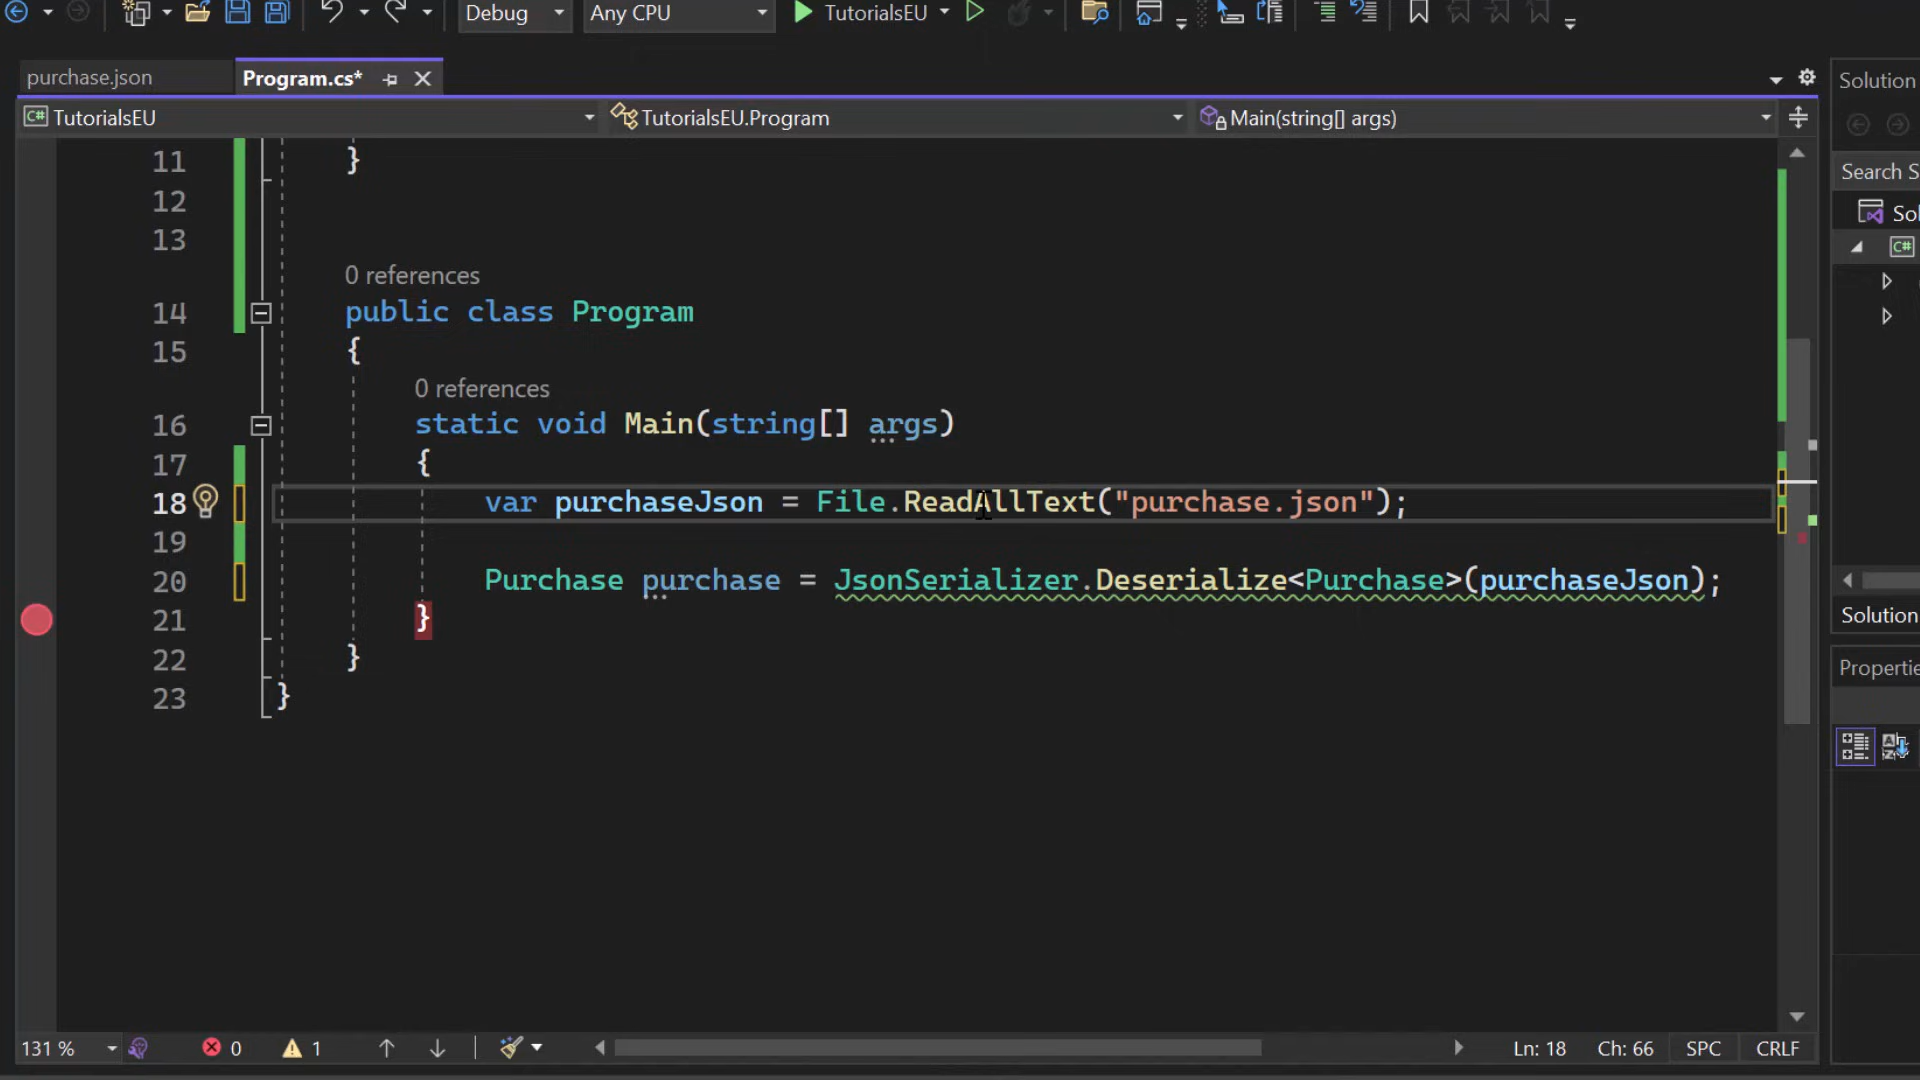 Debug Any CPU TutorialsEU
purchase.json Program.cs* Solution
TutorialsEU TutorialsEU.Program Main(string[] args)
11 }
12
13
0 references
14 public class Program
15 {
0 references
16 static void Main(string[] args)
17 {
18 var purchaseJson = File.ReadAllText("purchase.json");
19
20 Purchase purchase = JsonSerializer.Deserialize<Purchase>(purchaseJson);
21 }
22 }
23 }
Search S
Sol
C#
Solution
Propertie
131 % 0 1 Ln: 18 Ch: 66 SPC CRLF